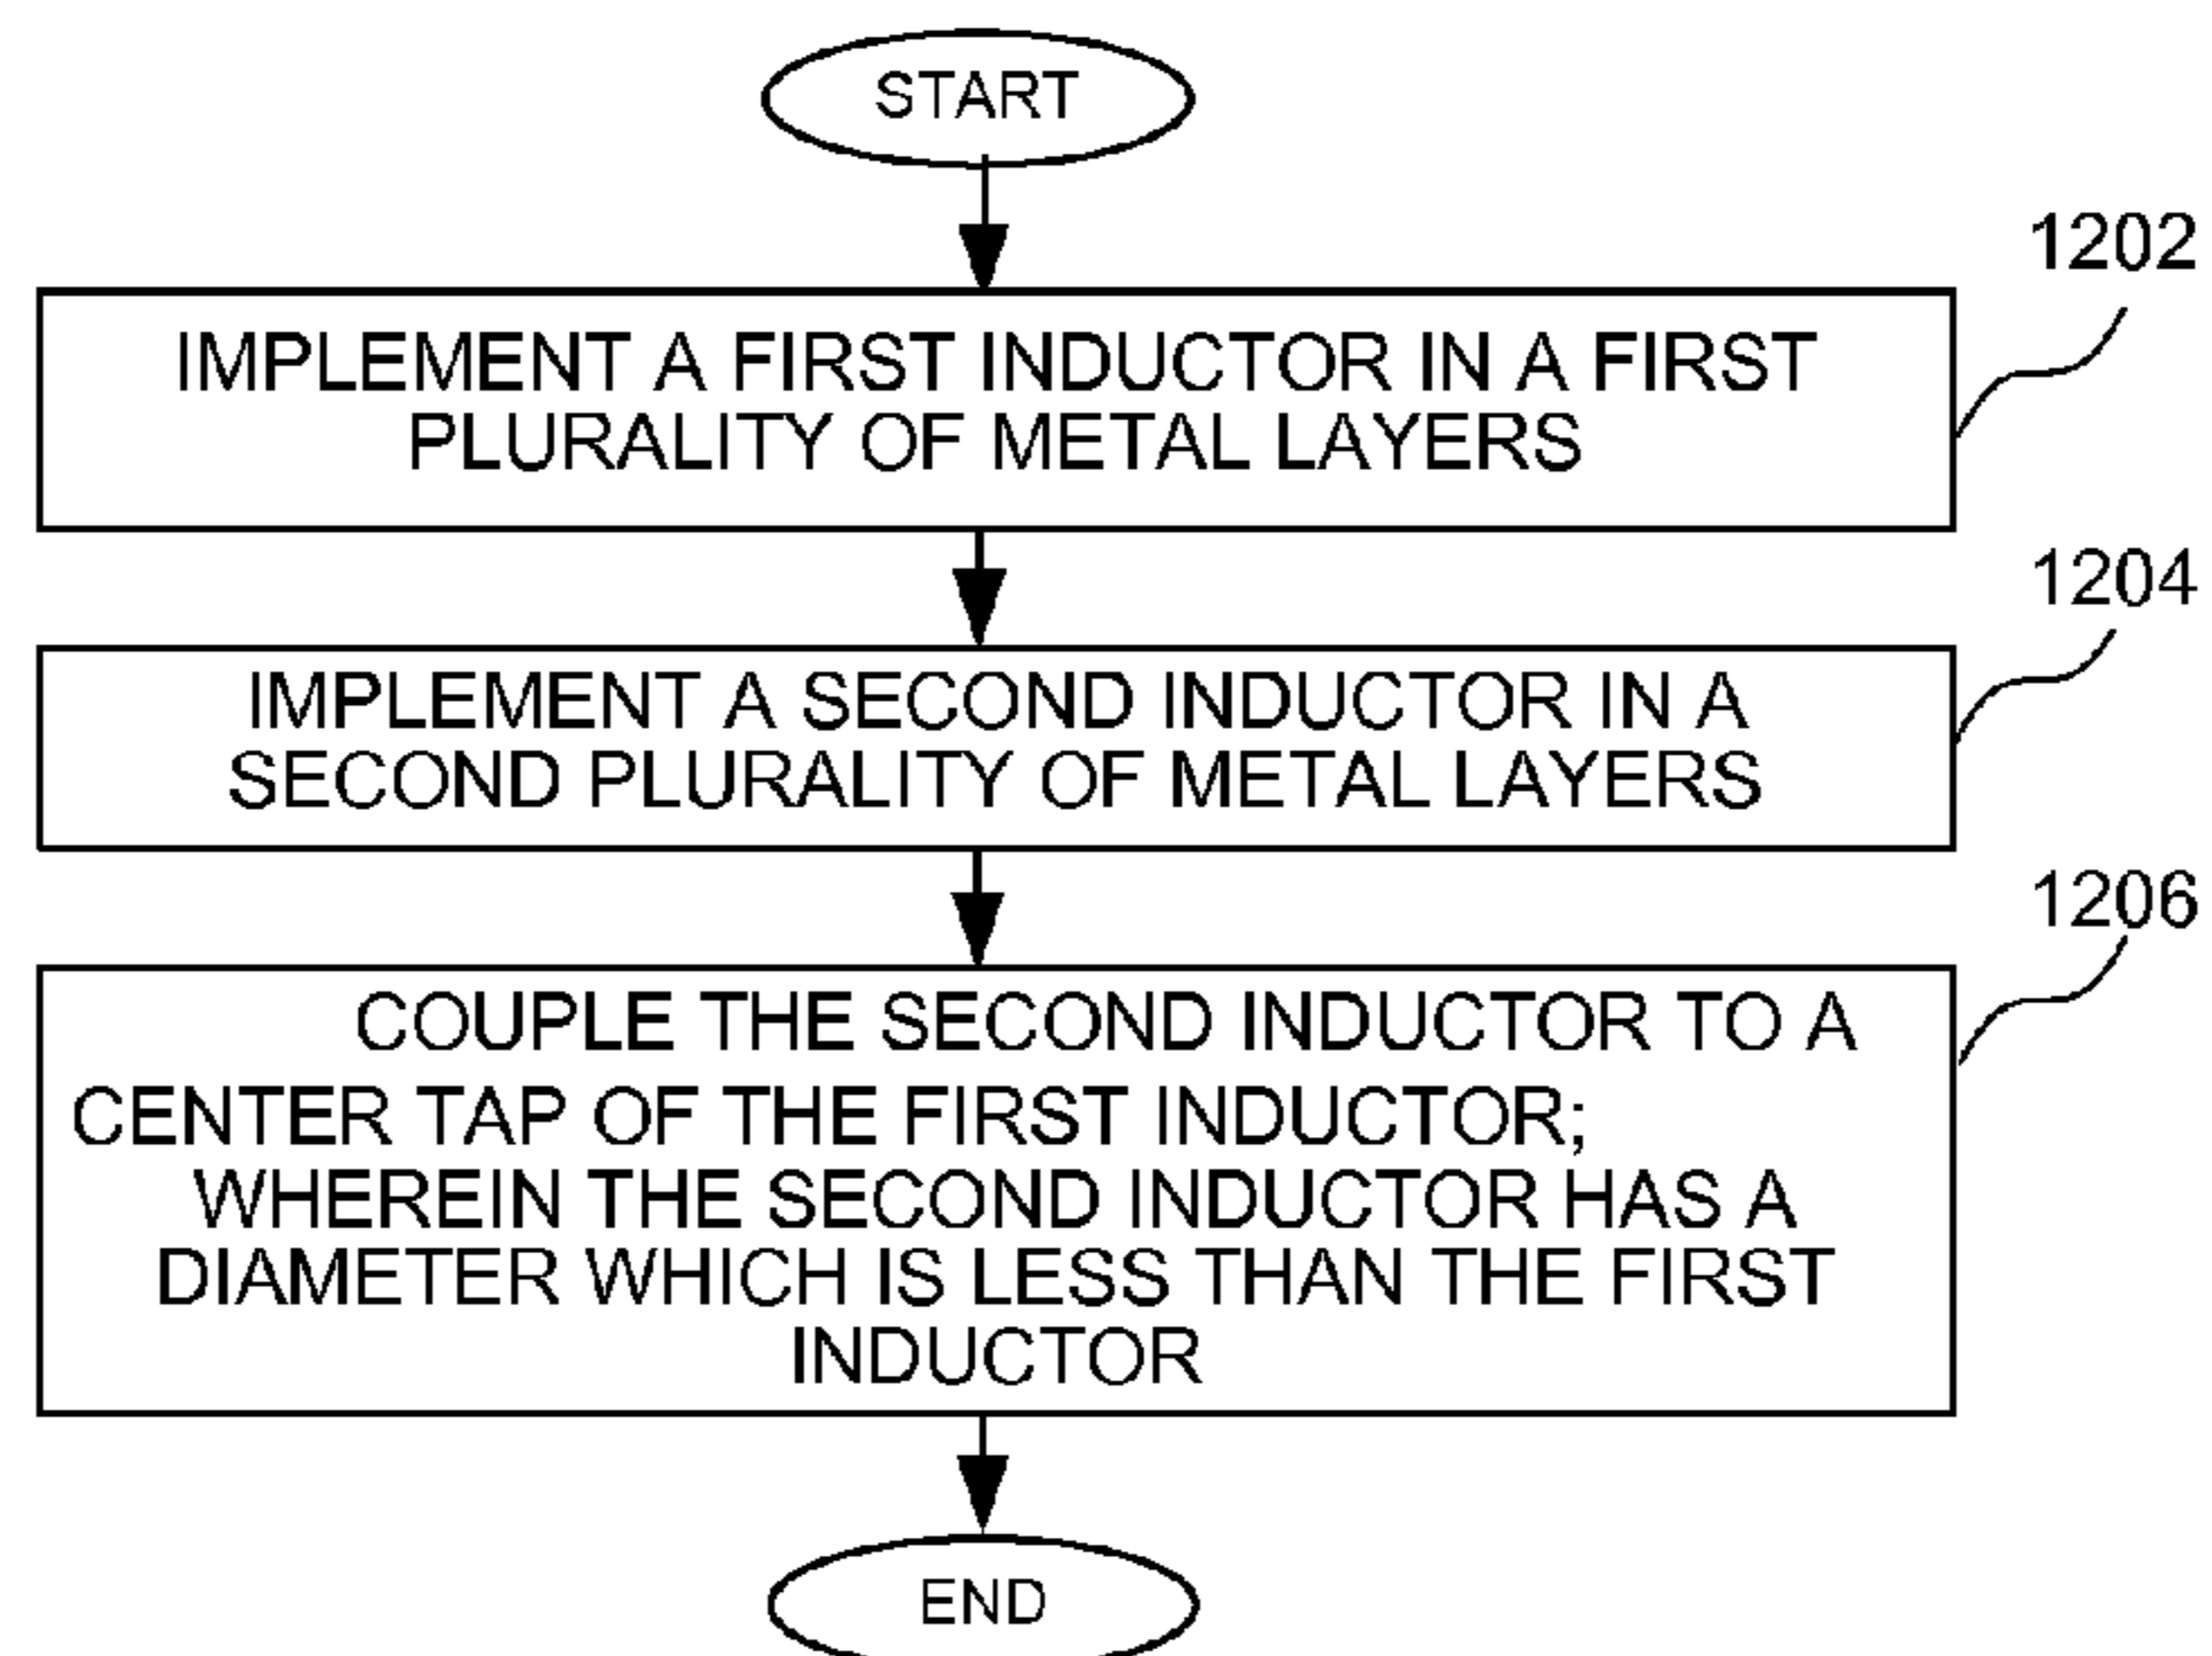 START
1202
IMPLEMENT A FIRST INDUCTOR IN A FIRST
PLURALITY OF METAL LAYERS
1204
IMPLEMENT A SECOND INDUCTOR IN A
SECOND PLURALITY OF METAL LAYERS
1206
COUPLE THE SECOND INDUCTOR TO A
CENTER TAP OF THE FIRST INDUCTOR;
WHEREIN THE SECOND INDUCTOR HAS A
DIAMETER WHICH IS LESS THAN THE FIRST
INDUCTOR
END